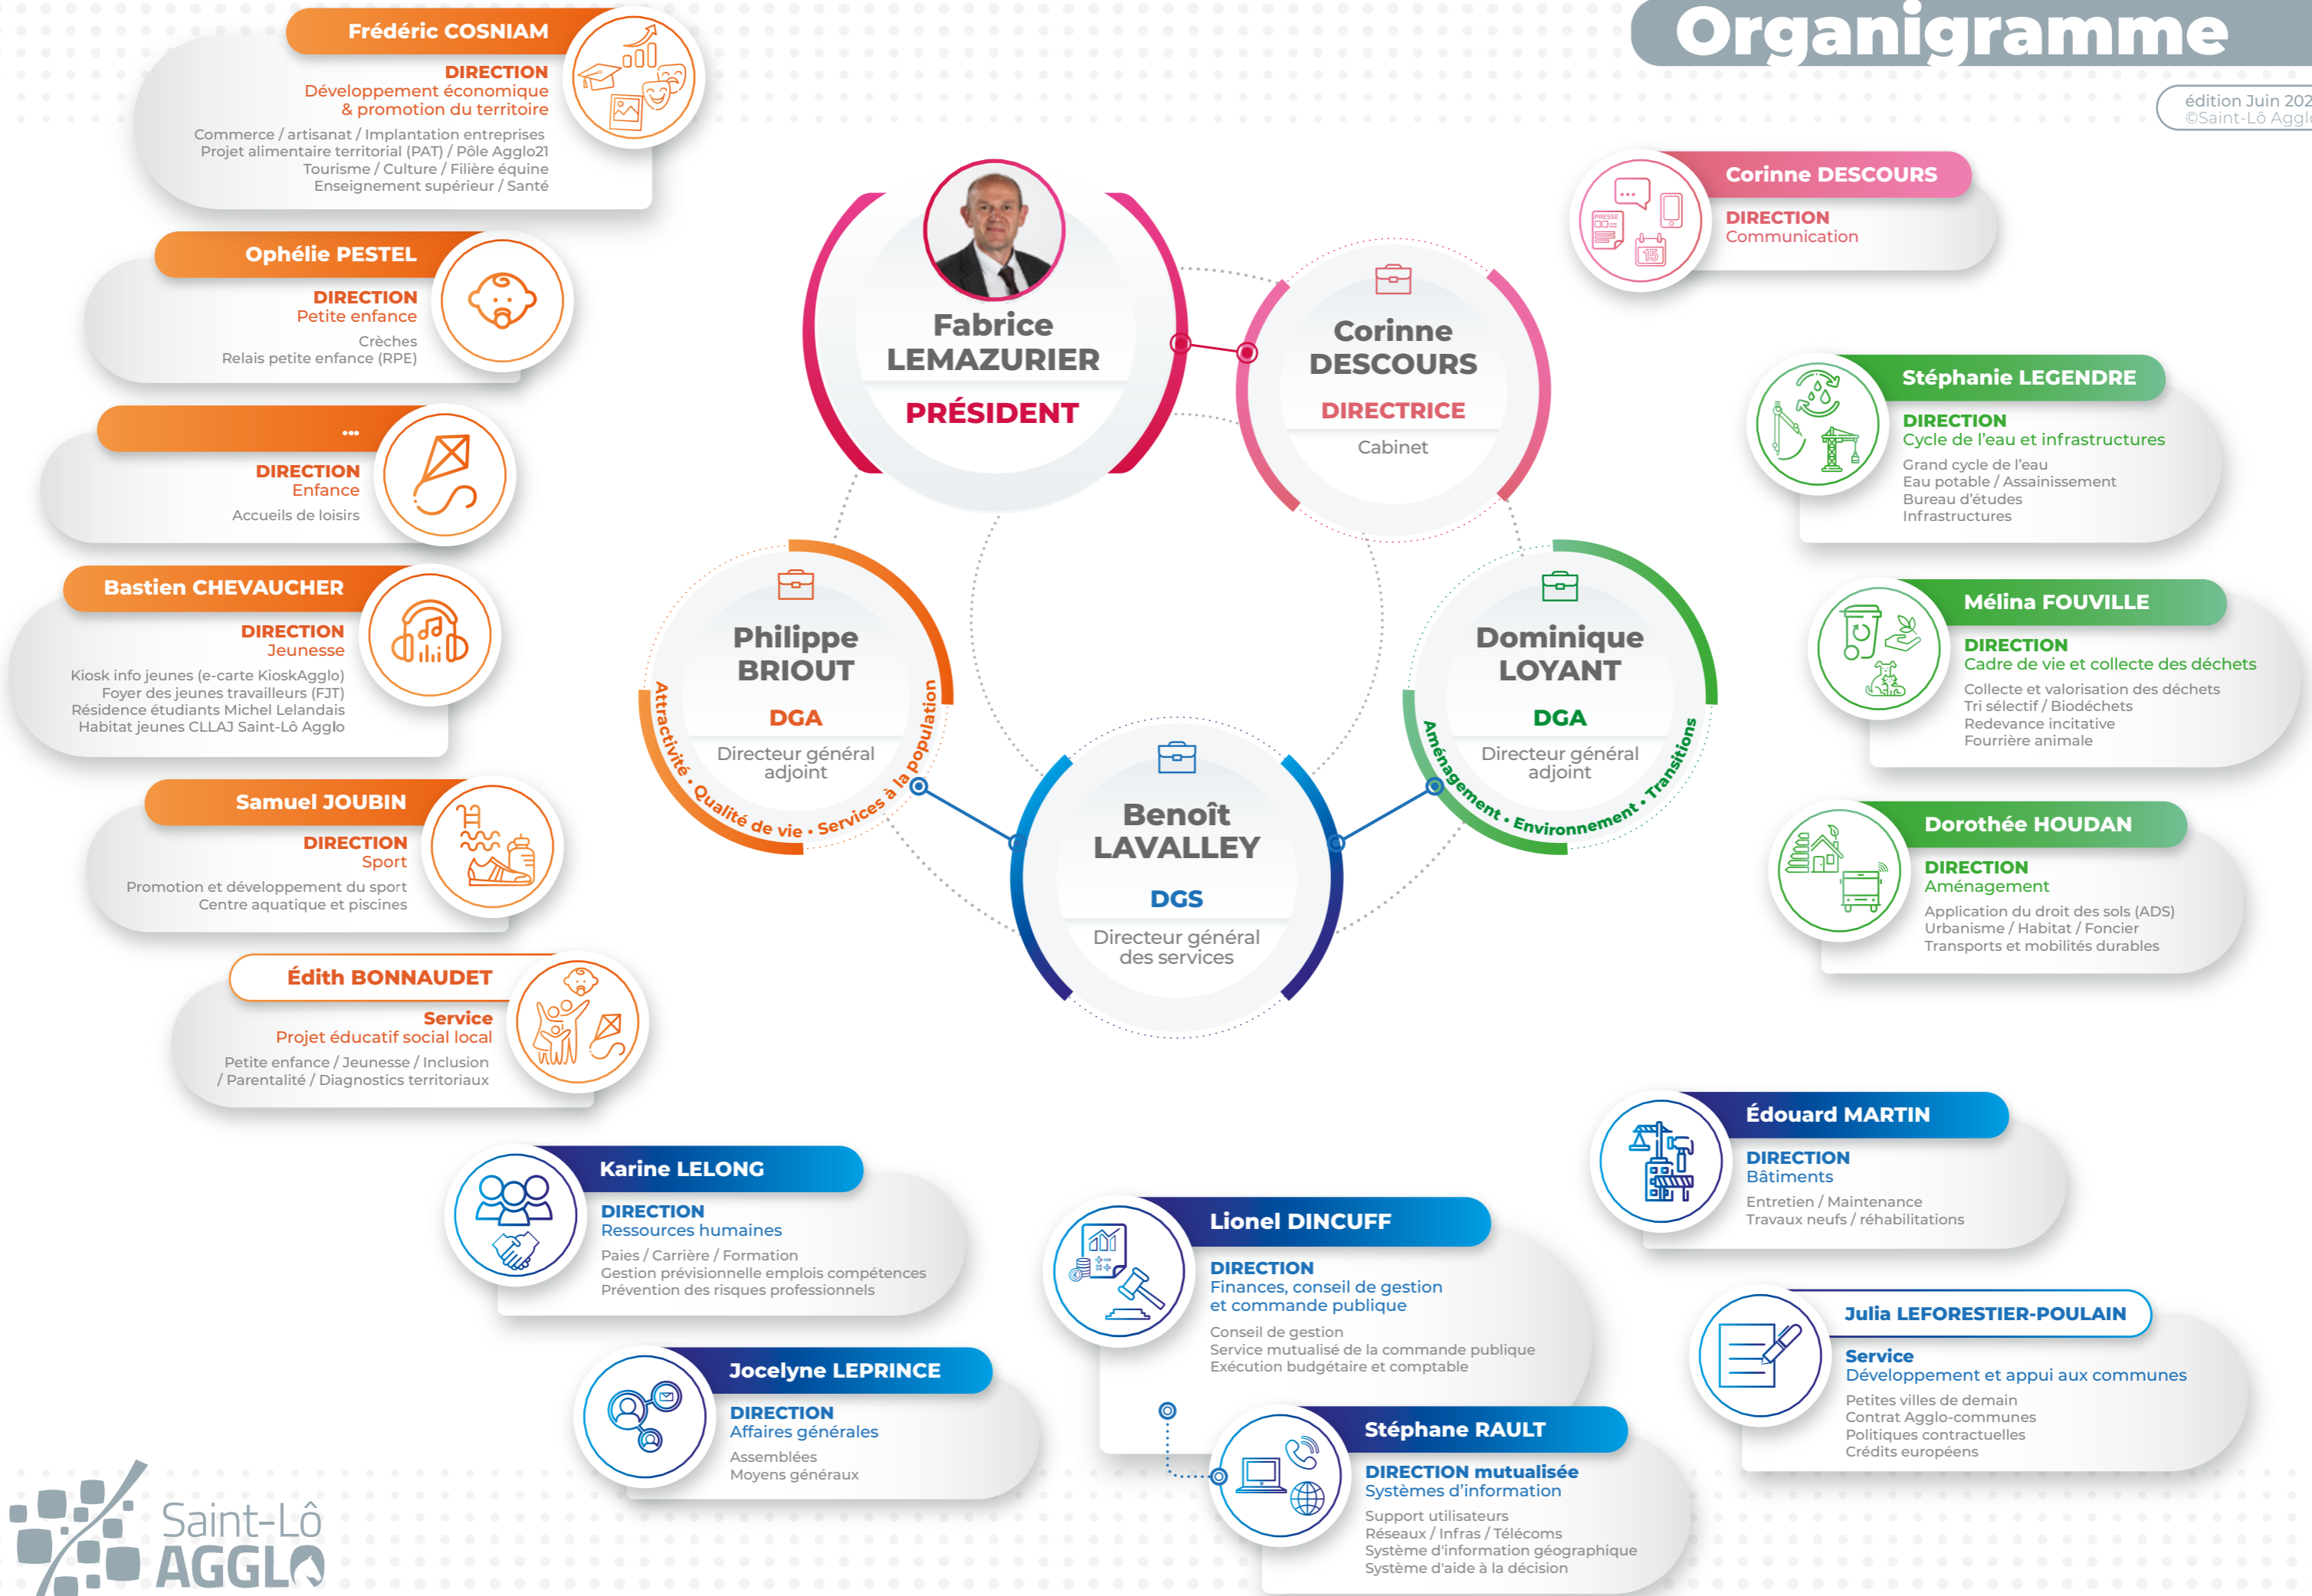 Organigramme
édition Juin 202
©Saint-Lô Agglo
Frédéric COSNIAM
DIRECTION
Développement économique
& promotion du territoire
Commerce / artisanat / Implantation entreprises
Projet alimentaire territorial (PAT) / Pôle Agglo21
Tourisme / Culture / Filière équine
Enseignement supérieur / Santé
Ophélie PESTEL
DIRECTION
Petite enfance
Crèches
Relais petite enfance (RPE)
...
DIRECTION
Enfance
Accueils de loisirs
Bastien CHEVAUCHER
DIRECTION
Jeunesse
Kiosk info jeunes (e-carte KioskAgglo)
Foyer des jeunes travailleurs (FJT)
Résidence étudiants Michel Lelandais
Habitat jeunes CLLAJ Saint-Lô Agglo
Samuel JOUBIN
DIRECTION
Sport
Promotion et développement du sport
Centre aquatique et piscines
Édith BONNAUDET
Service
Projet éducatif social local
Petite enfance / Jeunesse / Inclusion
/ Parentalité / Diagnostics territoriaux
Fabrice
LEMAZURIER
PRÉSIDENT
Corinne
DESCOURS
DIRECTRICE
Cabinet
Philippe
BRIOUT
DGA
Directeur général
adjoint
Attractivité • Qualité de vie • Services à la population
Dominique
LOYANT
DGA
Directeur général
adjoint
Aménagement • Environnement • Transitions
Benoît
LAVALLEY
DGS
Directeur général
des services
Corinne DESCOURS
DIRECTION
Communication
PRESSE
15
Stéphanie LEGENDRE
DIRECTION
Cycle de l'eau et infrastructures
Grand cycle de l'eau
Eau potable / Assainissement
Bureau d'études
Infrastructures
Mélina FOUVILLE
DIRECTION
Cadre de vie et collecte des déchets
Collecte et valorisation des déchets
Tri sélectif / Biodéchets
Redevance incitative
Fourrière animale
Dorothée HOUDAN
DIRECTION
Aménagement
Application du droit des sols (ADS)
Urbanisme / Habitat / Foncier
Transports et mobilités durables
Karine LELONG
DIRECTION
Ressources humaines
Paies / Carrière / Formation
Gestion prévisionnelle emplois compétences
Prévention des risques professionnels
Jocelyne LEPRINCE
DIRECTION
Affaires générales
Assemblées
Moyens généraux
Lionel DINCUFF
DIRECTION
Finances, conseil de gestion
et commande publique
Conseil de gestion
Service mutualisé de la commande publique
Exécution budgétaire et comptable
Stéphane RAULT
DIRECTION mutualisée
Systèmes d'information
Support utilisateurs
Réseaux / Infras / Télécoms
Système d'information géographique
Système d'aide à la décision
Édouard MARTIN
DIRECTION
Bâtiments
Entretien / Maintenance
Travaux neufs / réhabilitations
Julia LEFORESTIER-POULAIN
Service
Développement et appui aux communes
Petites villes de demain
Contrat Agglo-communes
Politiques contractuelles
Crédits européens
Saint-Lô
AGGLO